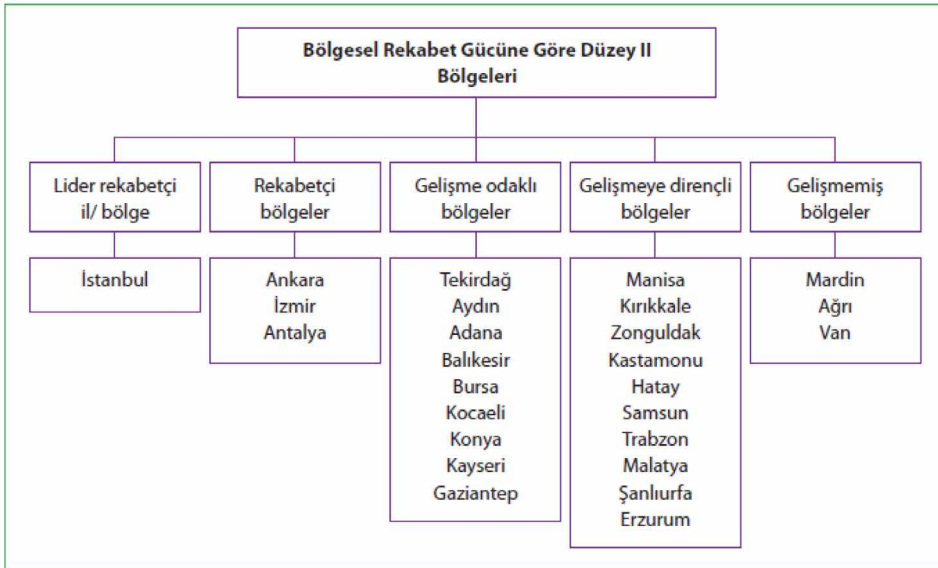 Bölgesel Rekabet Gücüne Göre Düzey II
Bölgeleri
Lider rekabetçi
il/ bölge
İstanbul
Rekabetçi
bölgeler
Ankara
İzmir
Antalya
Gelişme odaklı
bölgeler
Tekirdağ
Aydın
Adana
Balıkesir
Bursa
Kocaeli
Konya
Kayseri
Gaziantep
Gelişmeye dirençli
bölgeler
Manisa
Kırıkkale
Zonguldak
Kastamonu
Hatay
Samsun
Trabzon
Malatya
Şanlıurfa
Erzurum
Gelişmemiş
bölgeler
Mardin
Ağrı
Van